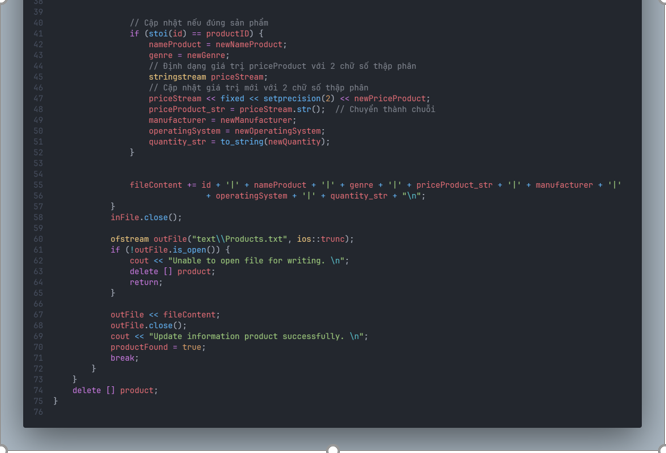 38
39
40 // Cập nhật nếu đúng sản phẩm
41 if (stoi(id) == productID) {
42 nameProduct = newNameProduct;
43 genre = newGenre;
44 // Định dạng giá trị priceProduct với 2 chữ số thập phân
45 stringstream priceStream;
46 // Cập nhật giá trị mới với 2 chữ số thập phân
47 priceStream << fixed << setprecision(2) << newPriceProduct;
48 priceProduct_str = priceStream.str(); // Chuyển thành chuỗi
49 manufacturer = newManufacturer;
50 operatingSystem = newOperatingSystem;
51 quantity_str = to_string(newQuantity);
52 }
53
54
55 fileContent += id + '|' + nameProduct + '|' + genre + '|' + priceProduct_str + '|' + manufacturer + '|'
56 + operatingSystem + '|' + quantity_str + "\n";
57 }
58 inFile.close();
59
60 ofstream outFile("text\\Products.txt", ios::trunc);
61 if (!outFile.is_open()) {
62 cout << "Unable to open file for writing. \n";
63 delete [] product;
64 return;
65 }
66
67 outFile << fileContent;
68 outFile.close();
69 cout << "Update information product successfully. \n";
70 productFound = true;
71 break;
72 }
73 }
74 delete [] product;
75 }
76